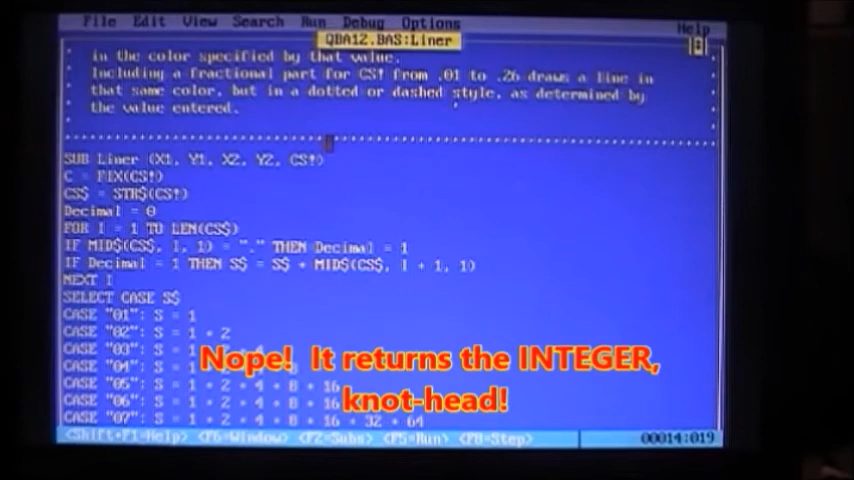 File Edit View Search Run Debug Options Help
QBA12.BAS:Liner
' in the color specified by that value.
' Including a fractional part for CS! from .01 to .26 draws a line in
' that same color, but in a dotted or dashed style, as determined by
' the value entered.
SUB Liner (X1, Y1, X2, Y2, CS!)
C = FIX(CS!)
CS$ = STR$(CS!)
Decimal = 0
FOR I = 1 TO LEN(CS$)
IF MID$(CS$, I, 1) = "." THEN Decimal = 1
IF Decimal = 1 THEN S$ = S$ + MID$(CS$, I + 1, 1)
NEXT I
SELECT CASE S$
CASE "01": S = 1
CASE "02": S = 1 + 2
CASE "03": S = 1 + 2 + 4
CASE "04": S = 1 + 2 + 4 + 8
CASE "05": S = 1 + 2 + 4 + 8 + 16
CASE "06": S = 1 + 2 + 4 + 8 + 16
CASE "07": S = 1 + 2 + 4 + 8 + 16 + 32 + 64
Nope! It returns the INTEGER,
knot-head!
<Shift+F1=Help> <F6=Window> <F2=Subs> <F5=Run> <F8=Step> 00014:019